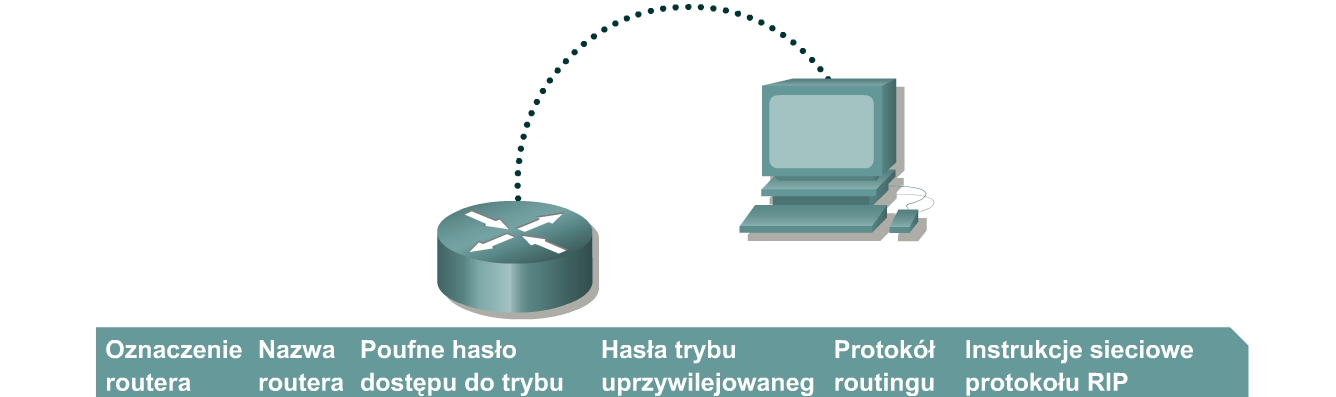 Oznaczenie Nazwa Poufne hasło Hasła trybu Protokół Instrukcje sieciowe
routera routera dostępu do trybu uprzywilejowaneg routingu protokołu RIP